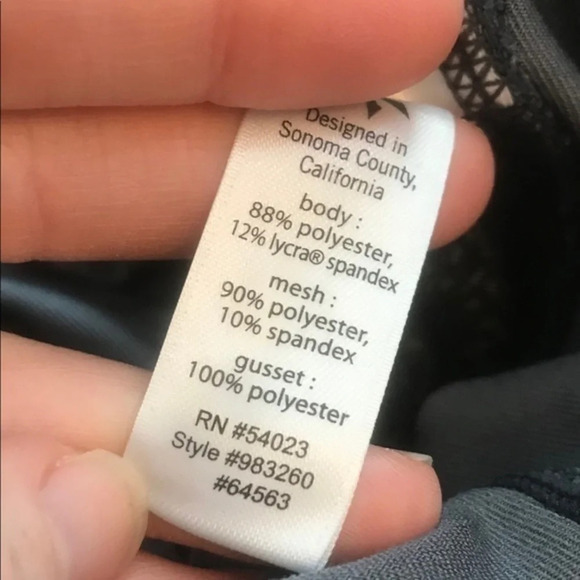 Designed in
Sonoma County,
California
body :
88% polyester,
12% lycra® spandex
mesh :
90% polyester,
10% spandex
gusset :
100% polyester
RN #54023
Style #983260
#64563